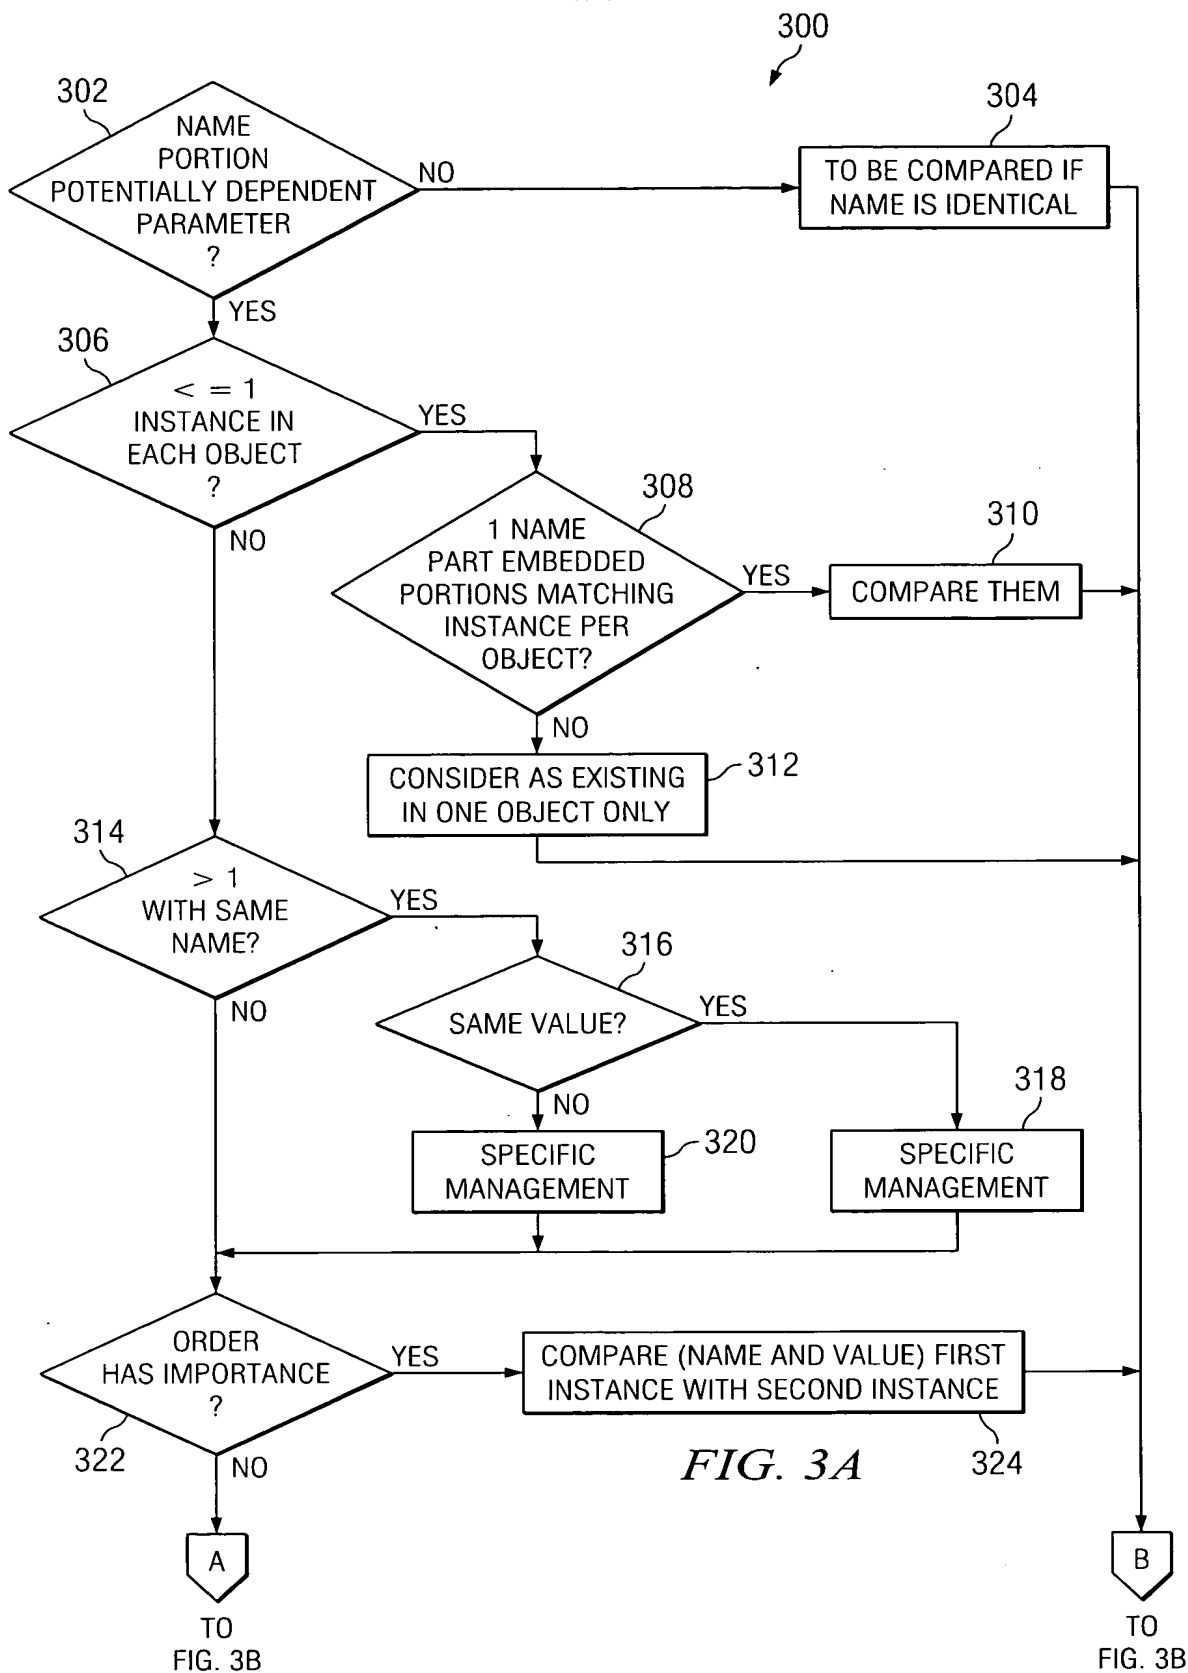 300
302
NAME
PORTION
POTENTIALLY DEPENDENT
PARAMETER
?
NO
304
TO BE COMPARED IF
NAME IS IDENTICAL
YES
306
< = 1
INSTANCE IN
EACH OBJECT
?
YES
NO
308
1 NAME
PART EMBEDDED
PORTIONS MATCHING
INSTANCE PER
OBJECT?
YES
310
COMPARE THEM
NO
CONSIDER AS EXISTING
IN ONE OBJECT ONLY
312
314
> 1
WITH SAME
NAME?
YES
NO
316
SAME VALUE?
YES
NO
318
SPECIFIC
MANAGEMENT
320
SPECIFIC
MANAGEMENT
ORDER
HAS IMPORTANCE
?
322
YES
COMPARE (NAME AND VALUE) FIRST
INSTANCE WITH SECOND INSTANCE
324
NO
FIG. 3A
A
TO
FIG. 3B
B
TO
FIG. 3B